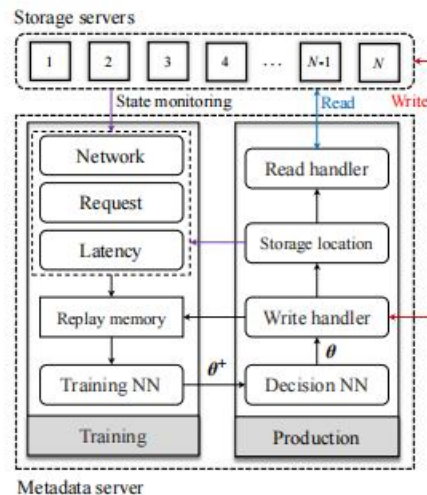 Storage servers
1 2 3 4 ... N-1 N
State monitoring
Read
Write
Network
Request
Latency
Replay memory
Training NN
Training
θ+
Read handler
Storage location
Write handler
θ
Decision NN
Production
Metadata server